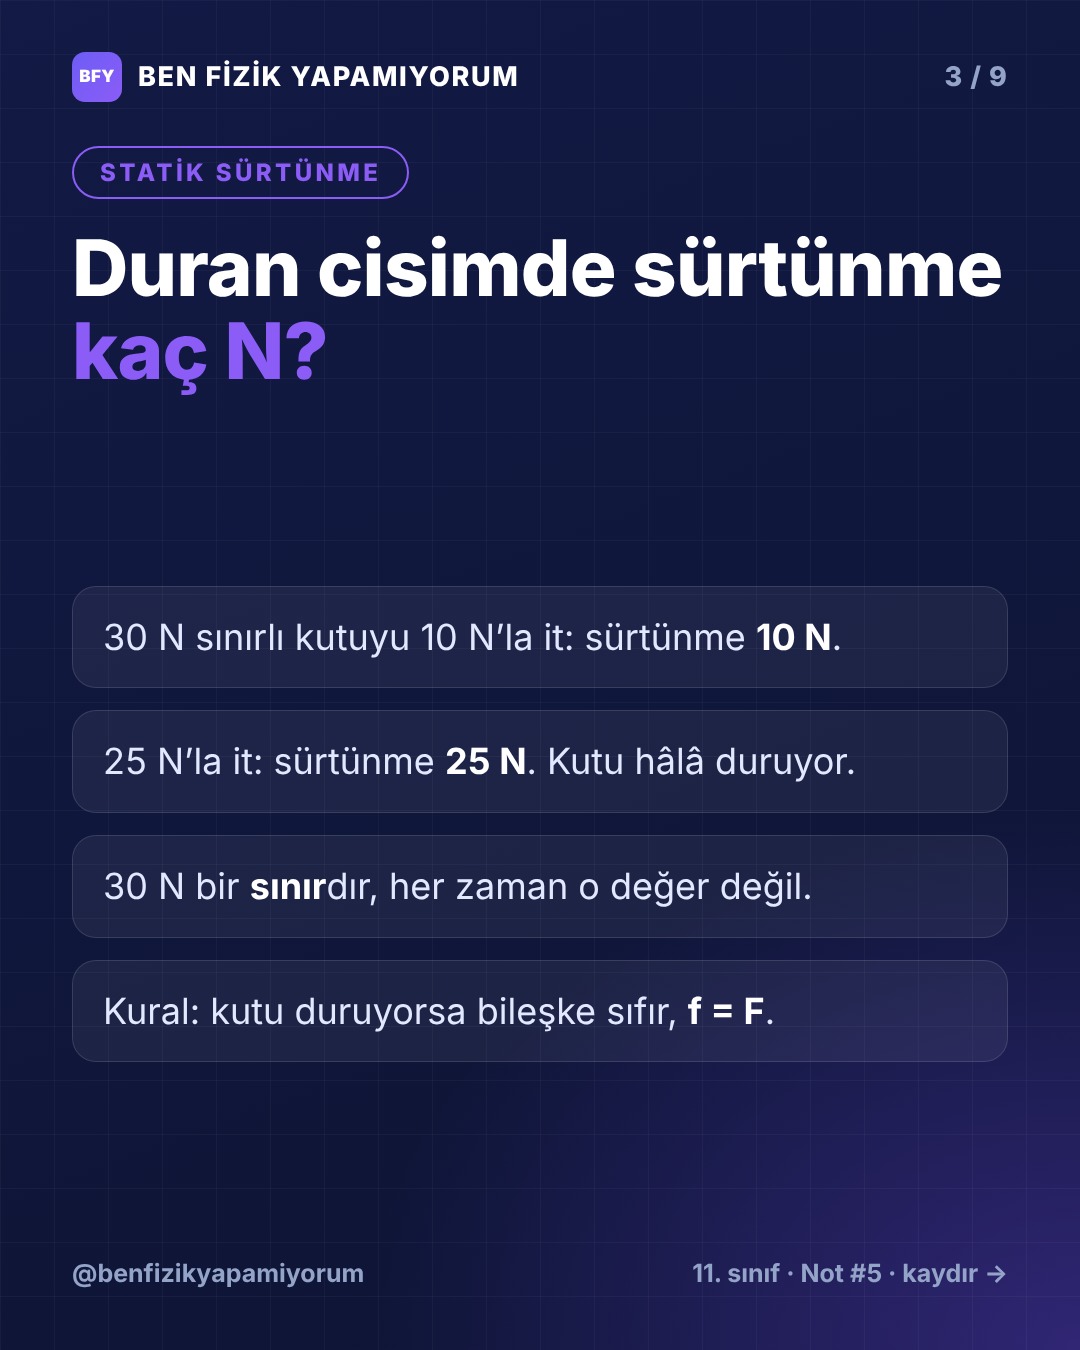 BFY BEN FİZİK YAPAMIYORUM
3 / 9
STATİK SÜRTÜNME
Duran cisimde sürtünme
kaç N?
30 N sınırlı kutuyu 10 N’la it: sürtünme 10 N.
25 N’la it: sürtünme 25 N. Kutu hâlâ duruyor.
30 N bir sınırdır, her zaman o değer değil.
Kural: kutu duruyorsa bileşke sıfır, f = F.
@benfizikyapamiyorum
11. sınıf · Not #5 · kaydır →